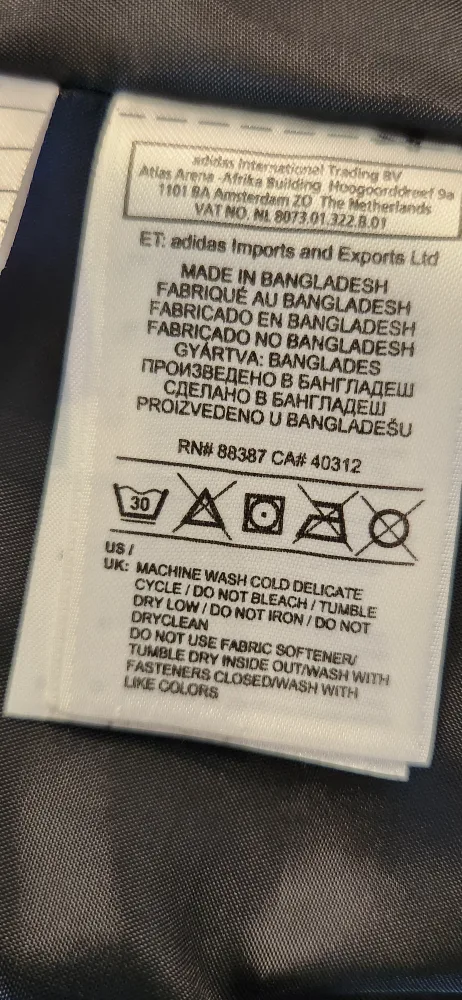 adidas International Trading BV
Atlas Arena -Afrika Building Hoogoorddreef 9a
1101 BA Amsterdam ZO The Netherlands
VAT NO. NL 8073.01.322.B.01
ET: adidas Imports and Exports Ltd
MADE IN BANGLADESH
FABRIQUÉ AU BANGLADESH
FABRICADO EN BANGLADESH
FABRICADO NO BANGLADESH
GYÁRTVA: BANGLADES
ПРОИЗВЕДЕНО В БАНГЛАДЕШ
СДЕЛАНО В БАНГЛАДЕШ
PROIZVEDENO U BANGLADEŠU
RN# 88387 CA# 40312
30
US /
UK: MACHINE WASH COLD DELICATE
CYCLE / DO NOT BLEACH / TUMBLE
DRY LOW / DO NOT IRON / DO NOT
DRYCLEAN
DO NOT USE FABRIC SOFTENER/
TUMBLE DRY INSIDE OUT/WASH WITH
FASTENERS CLOSED/WASH WITH
LIKE COLORS